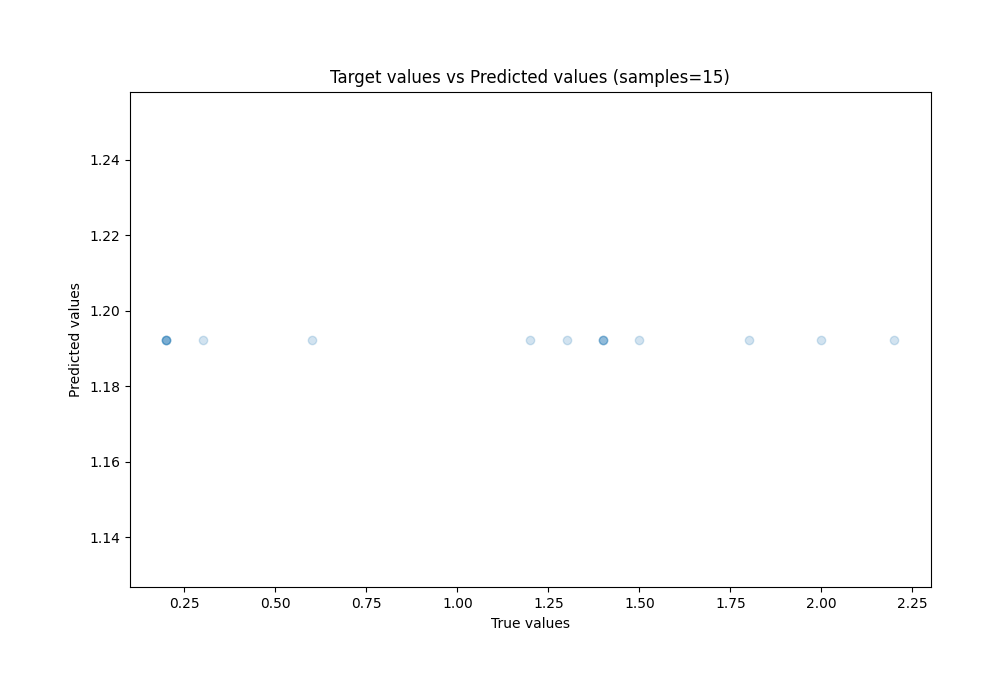 Target values vs Predicted values (samples=15)
Predicted values
1.24
1.22
1.20
1.18
1.16
1.14
0.25 0.50 0.75 1.00 1.25 1.50 1.75 2.00 2.25
True values